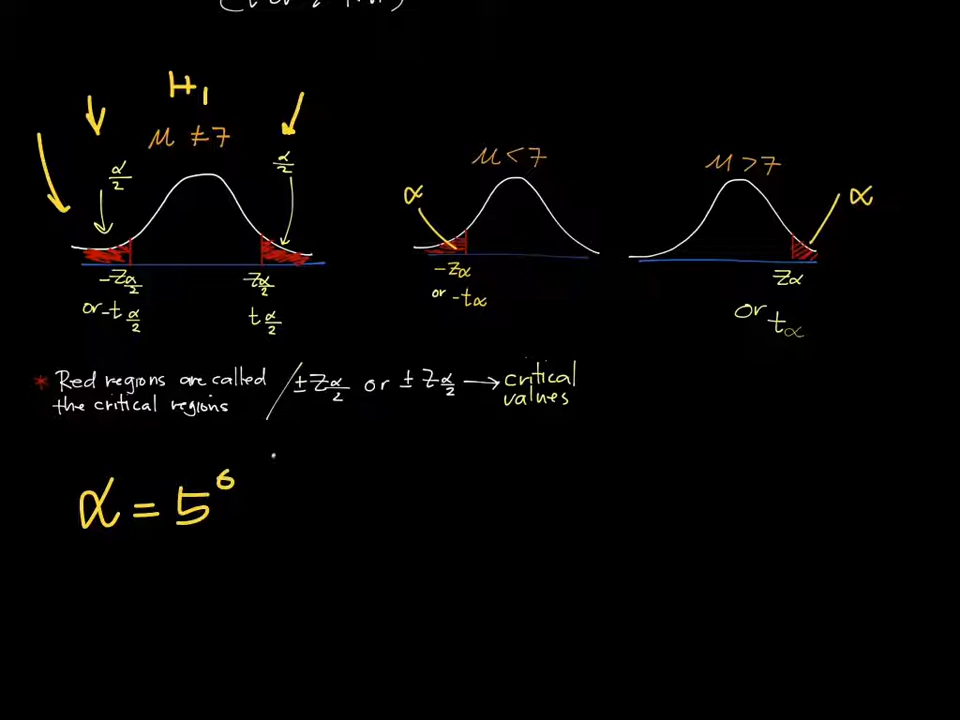 H₁
μ ≠ 7
μ < 7
μ > 7
α/2
α/2
α
α
-Zα/2
Zα/2
-Zα
Zα
or -tα/2
tα/2
or -tα
or tα
* Red regions are called the critical regions / ±Zα/2 or ±Zα/2 → critical values
α = 5°